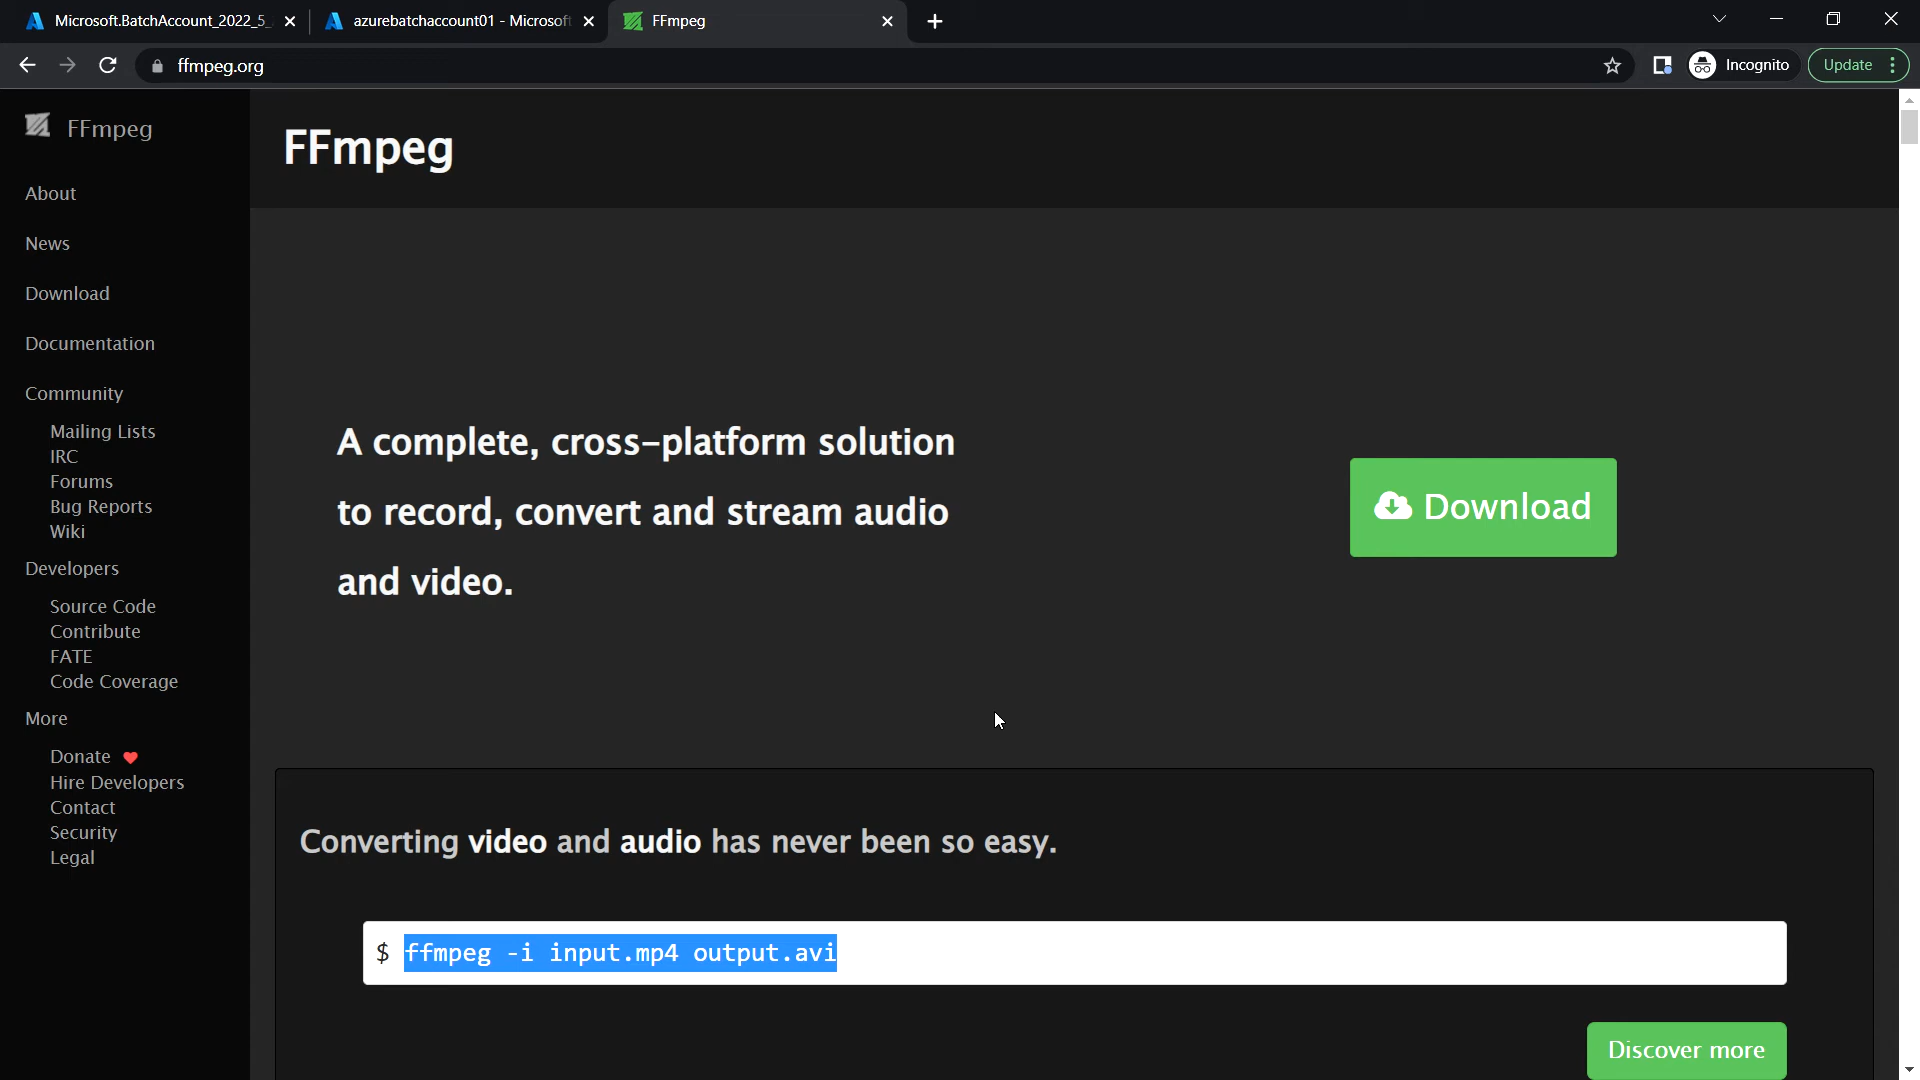 Microsoft.BatchAccount_2022_5_
azurebatchaccount01 - Microsoft
FFmpeg
ffmpeg.org
Incognito
Update
FFmpeg
About
News
Download
Documentation
Community
Mailing Lists
IRC
Forums
Bug Reports
Wiki
Developers
Source Code
Contribute
FATE
Code Coverage
More
Donate
Hire Developers
Contact
Security
Legal
FFmpeg
A complete, cross-platform solution
to record, convert and stream audio
and video.
Download
Converting video and audio has never been so easy.
$ ffmpeg -i input.mp4 output.avi
Discover more